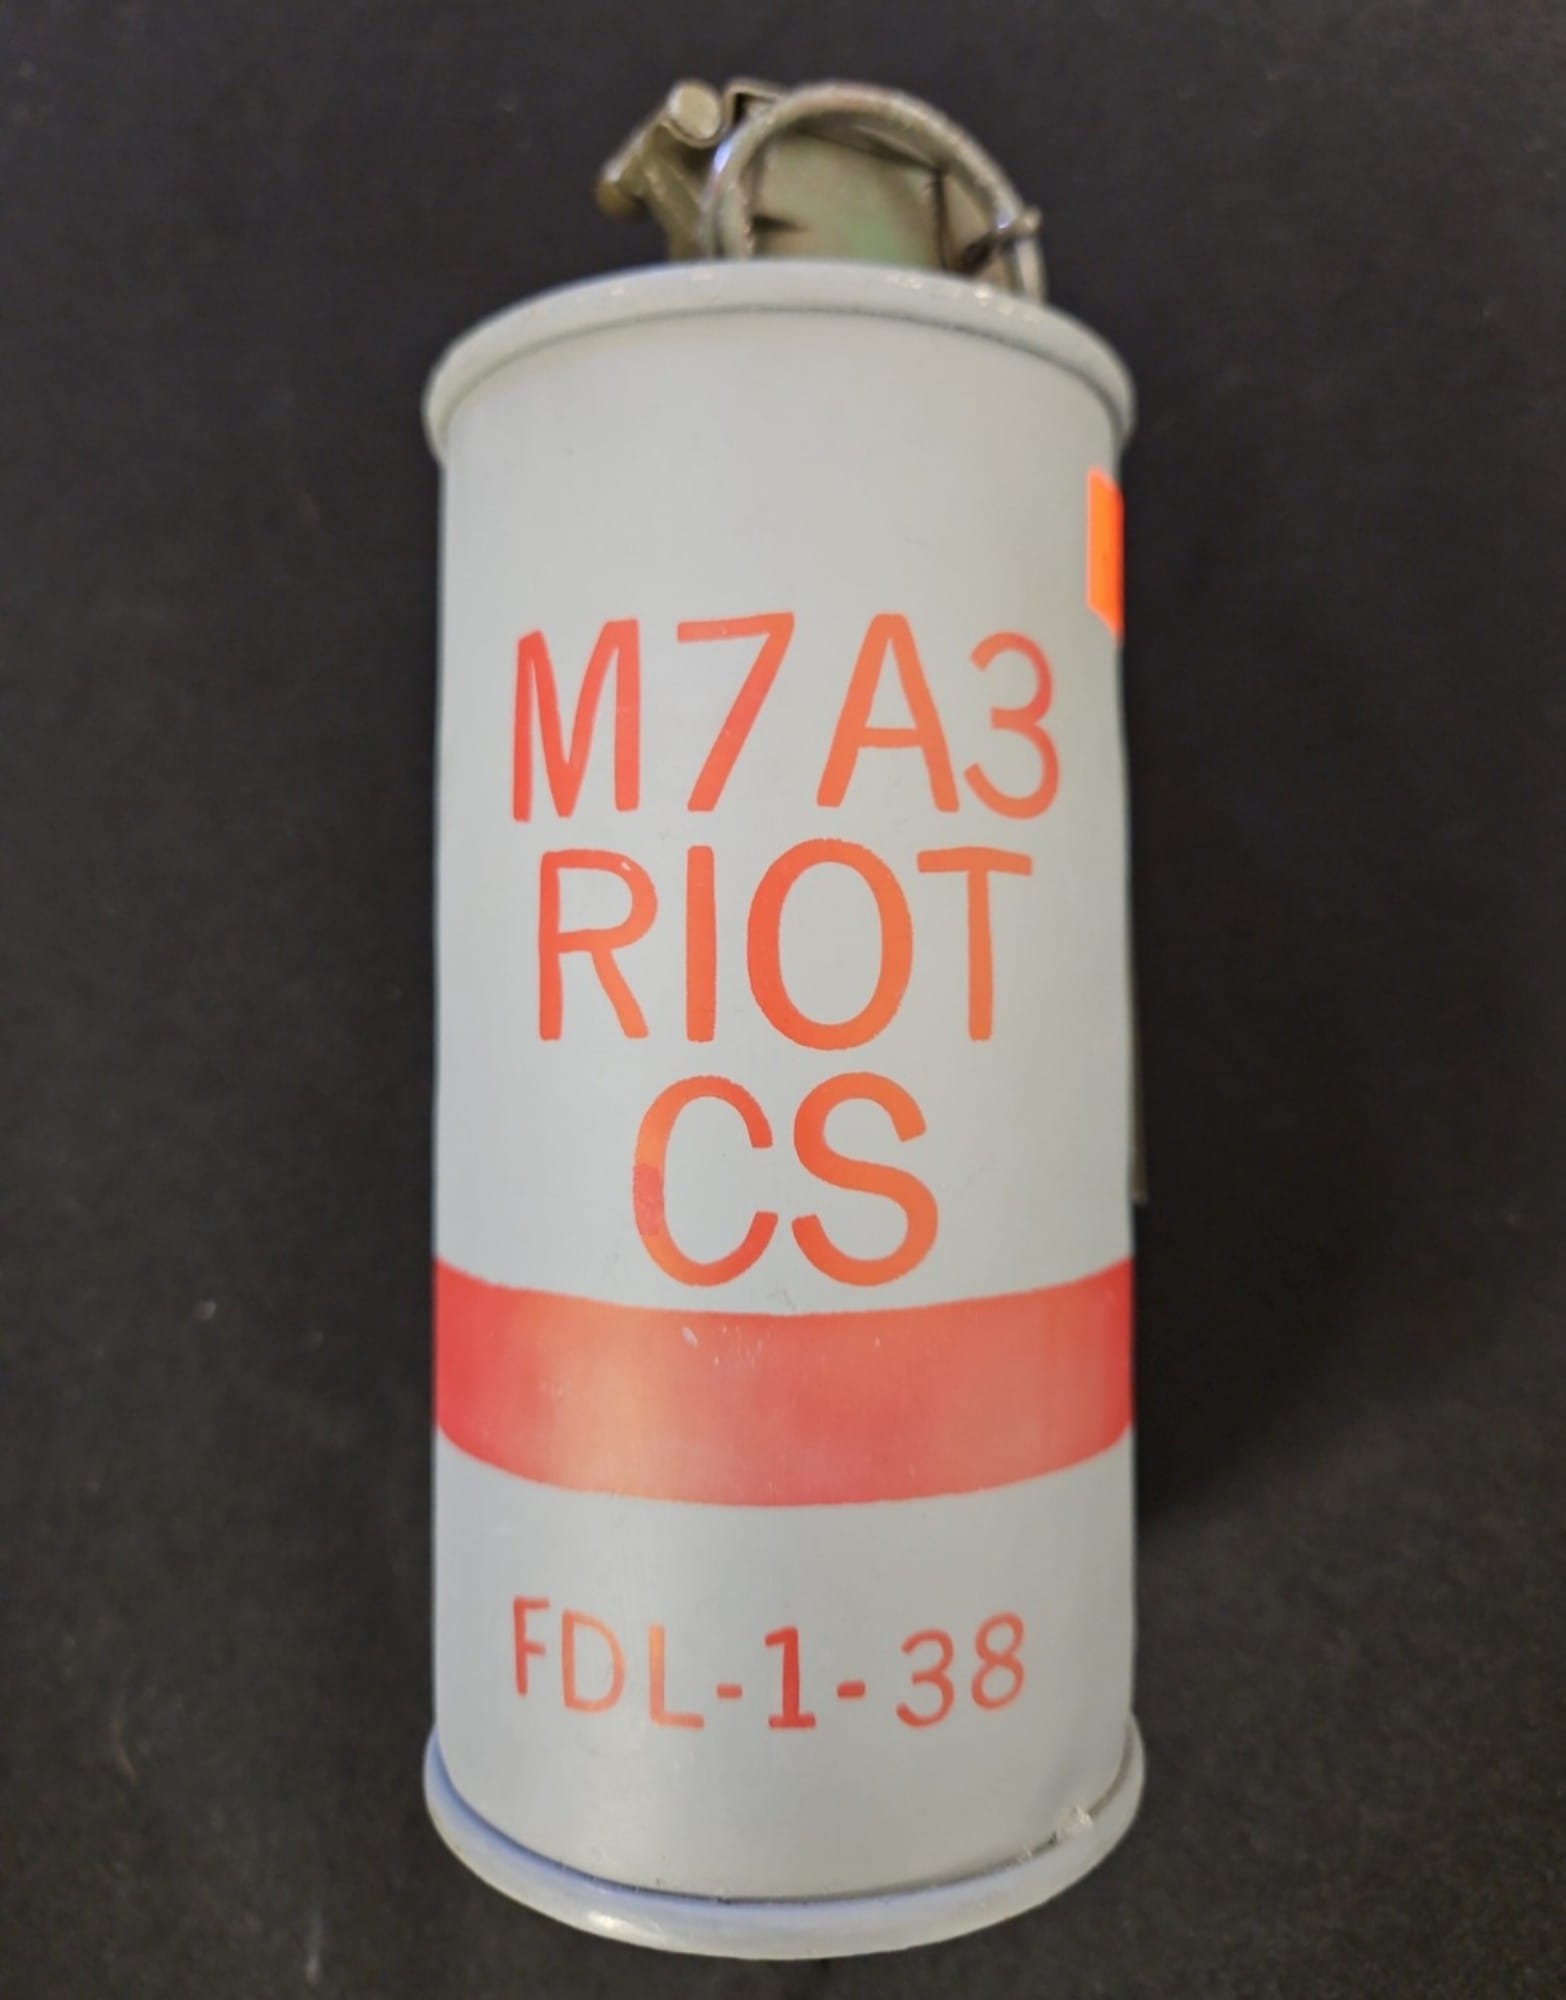 M7A3
RIOT
CS
FDL-1-38